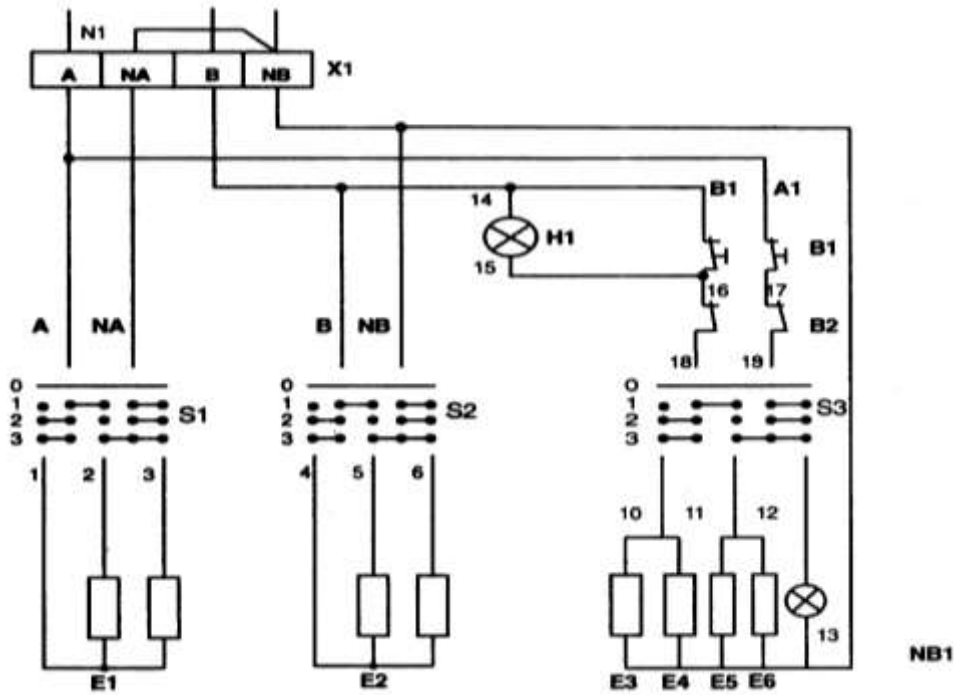 N1
A NA B NB X1
B1 A1
14
H1 B1
15
16 17
A NA B NB B2
18 19
0 0 0
1 1 1
S1 S2 S3
2 2 2
3 3 3
1 2 3 4 5 6
10 11 12
13
NB1
E1 E2 E3 E4 E5 E6